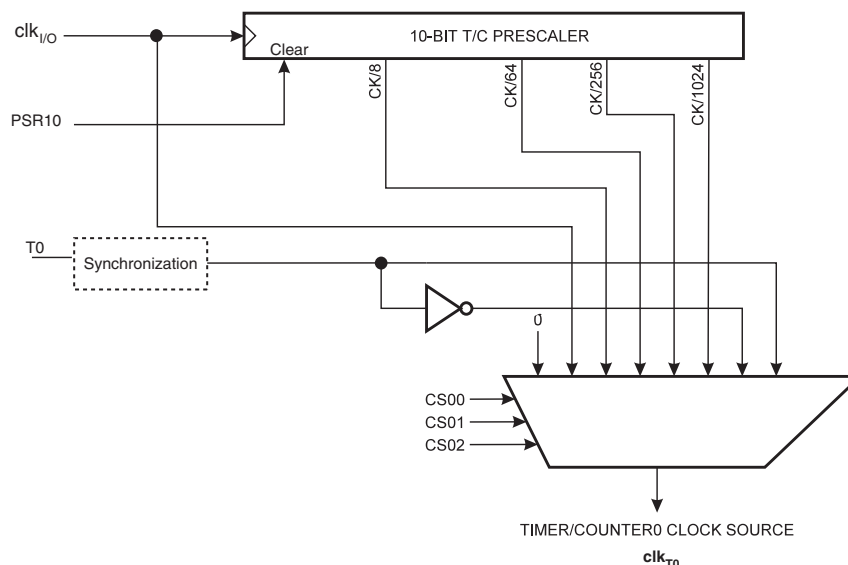 clkI/O
10-BIT T/C PRESCALER
Clear
CK/8
CK/64
CK/256
CK/1024
PSR10
T0
Synchronization
0
CS00
CS01
CS02
TIMER/COUNTER0 CLOCK SOURCE
clkT0